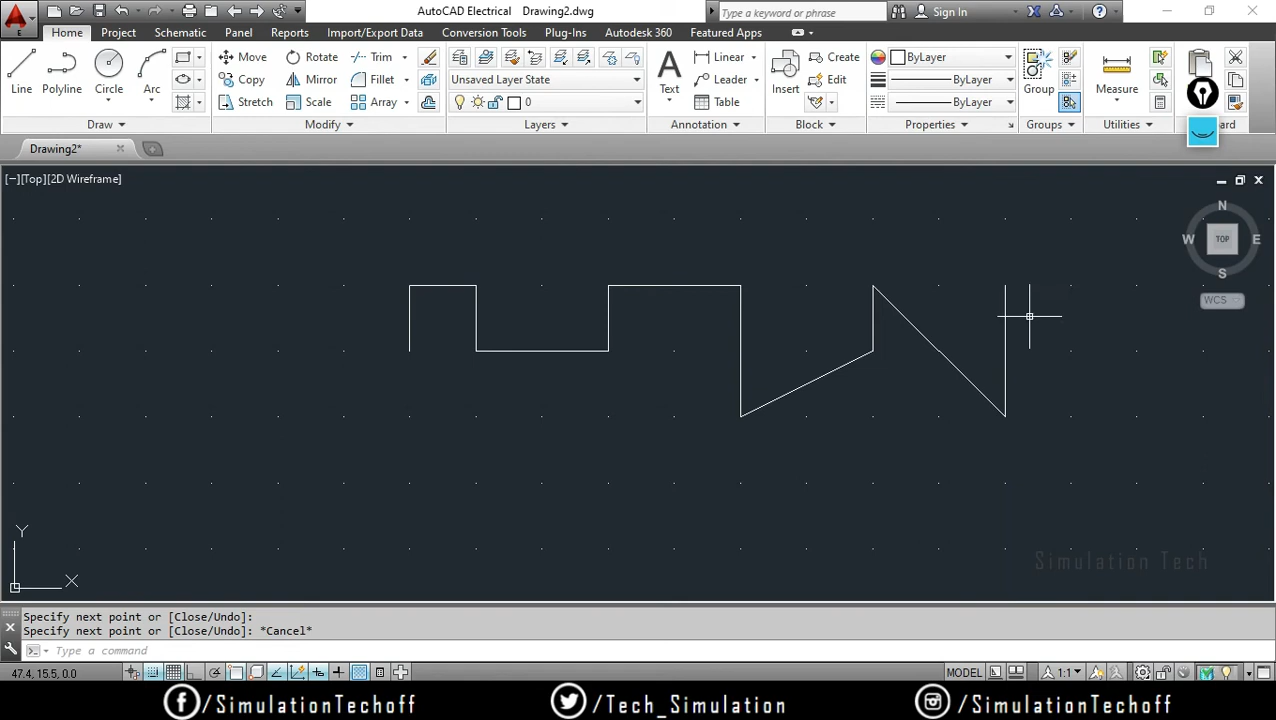 AutoCAD Electrical Drawing2.dwg
Type a keyword or phrase
Sign In
Home Project Schematic Panel Reports Import/Export Data Conversion Tools Plug-Ins Autodesk 360 Featured Apps
Line Polyline Circle Arc
Move Rotate Trim
Copy Mirror Fillet
Stretch Scale Array
Unsaved Layer State
0
Text
Linear
Leader
Table
Insert
Create
Edit
ByLayer
ByLayer
ByLayer
Group
Measure
Draw Modify Layers Annotation Block Properties Groups Utilities
Drawing2*
[−][Top][2D Wireframe]
N
W TOP E
S
WCS
Y
X
Simulation Tech
Specify next point or [Close/Undo]:
Specify next point or [Close/Undo]: *Cancel*
Type a command
47.4, 15.5, 0.0
MODEL
1:1
/SimulationTechoff /Tech_Simulation /SimulationTechoff